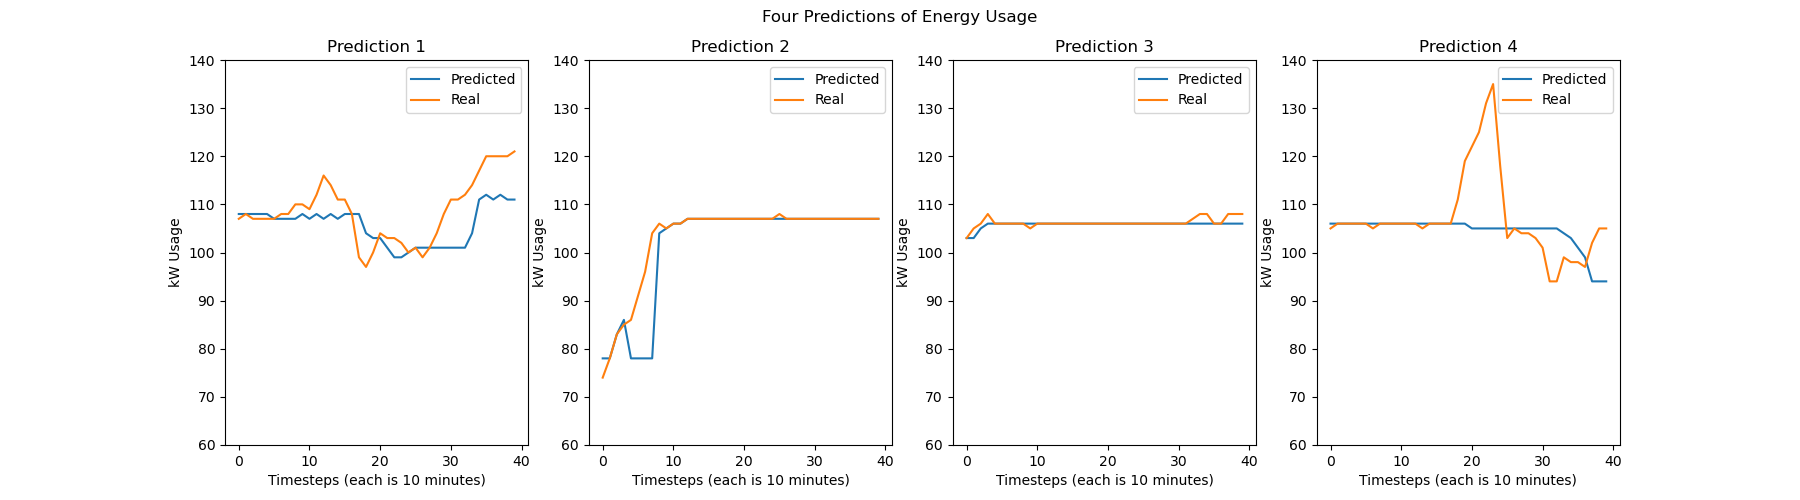 Four Predictions of Energy Usage
Prediction 1
140
130
120
110
100
90
80
70
60
kW Usage
0 10 20 30 40
Timesteps (each is 10 minutes)
Predicted
Real
Prediction 2
140
130
120
110
100
90
80
70
60
kW Usage
0 10 20 30 40
Timesteps (each is 10 minutes)
Predicted
Real
Prediction 3
140
130
120
110
100
90
80
70
60
kW Usage
0 10 20 30 40
Timesteps (each is 10 minutes)
Predicted
Real
Prediction 4
140
130
120
110
100
90
80
70
60
kW Usage
0 10 20 30 40
Timesteps (each is 10 minutes)
Predicted
Real